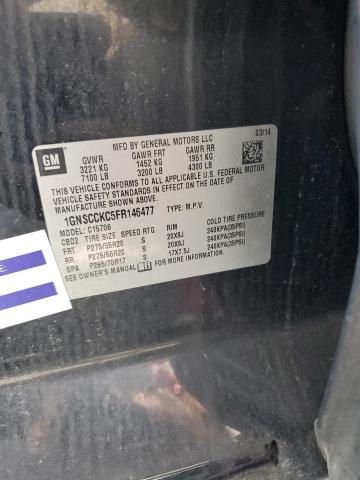 GM
MFD BY GENERAL MOTORS LLC
03/14
GVWR GAWR FRT GAWR RR
3221 KG 1452 KG 1951 KG
7100 LB 3200 LB 4300 LB
THIS VEHICLE CONFORMS TO ALL APPLICABLE U.S. FEDERAL MOTOR
VEHICLE SAFETY STANDARDS IN EFFECT ON THE DATE OF
MANUFACTURE SHOWN ABOVE.
1GNSCCKC5FR146477 TYPE: M.P.V.
MODEL: C15706
CBD2 TIRE SIZE SPEED RTG RIM
FRT P275/55R20 S 20X9J 240KPA(35PSI)
RR P275/55R20 S 20X9J 240KPA(35PSI)
SPA P265/70R17 S 17X7.5J 240KPA(35PSI)
SEE OWNER'S MANUAL FOR MORE INFORMATION.